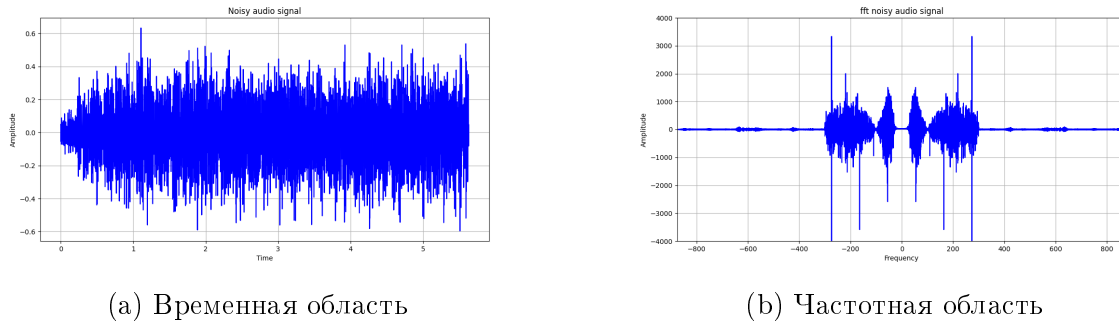 Noisy audio signal
Amplitude
0.6
0.4
0.2
0.0
−0.2
−0.4
−0.6
0 1 2 3 4 5
Time
(a) Временная область
fft noisy audio signal
Amplitude
4000
3000
2000
1000
0
−1000
−2000
−3000
−4000
−800 −600 −400 −200 0 200 400 600 800
Frequency
(b) Частотная область